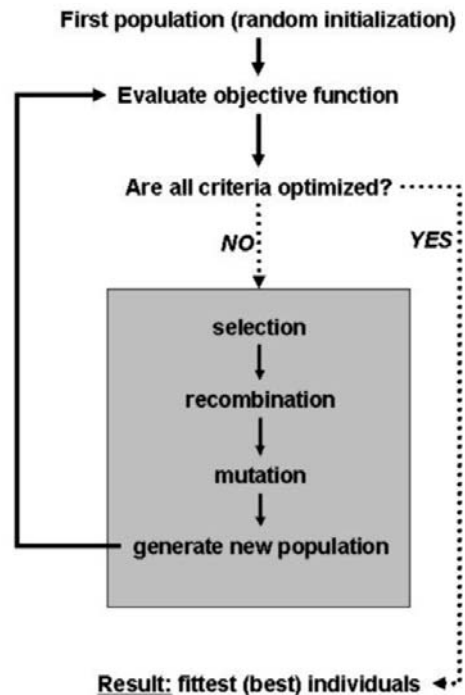 First population (random initialization)
Evaluate objective function
Are all criteria optimized?
NO
YES
selection
recombination
mutation
generate new population
Result: fittest (best) individuals